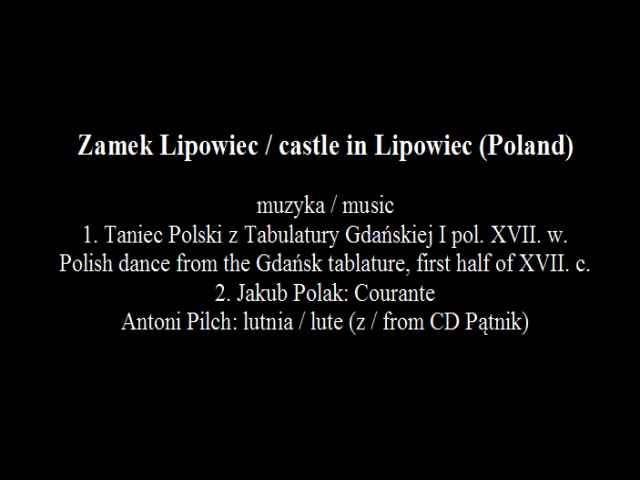 Zamek Lipowiec / castle in Lipowiec (Poland)
muzyka / music
1. Taniec Polski z Tabulatury Gdańskiej I pol. XVII. w.
Polish dance from the Gdańsk tablature, first half of XVII. c.
2. Jakub Polak: Courante
Antoni Pilch: lutnia / lute (z / from CD Pątnik)